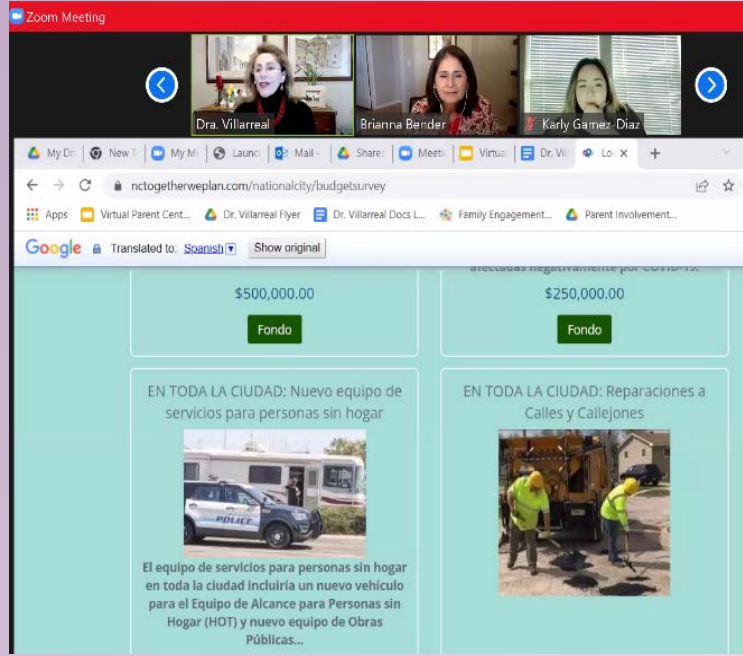 Zoom Meeting
Dra. Villarreal
Brianna Bender
Karly Gamez-Diaz
My Dr
New T
My M
Launc
Mail -
Share
Meeti
Virtua
Dr. Vil
Lo
nctogetherweplan.com/nationalcity/budgetsurvey
Apps
Virtual Parent Cent...
Dr. Villarreal Flyer
Dr. Villarreal Docs L...
Family Engagement...
Parent Involvement...
Google Translated to: Spanish Show original
afectadas negativamente por COVID-19.
$500,000.00
Fondo
$250,000.00
Fondo
EN TODA LA CIUDAD: Nuevo equipo de
servicios para personas sin hogar
POLICE
El equipo de servicios para personas sin hogar
en toda la ciudad incluiría un nuevo vehículo
para el Equipo de Alcance para Personas sin
Hogar (HOT) y nuevo equipo de Obras
Públicas...
EN TODA LA CIUDAD: Reparaciones a
Calles y Callejones